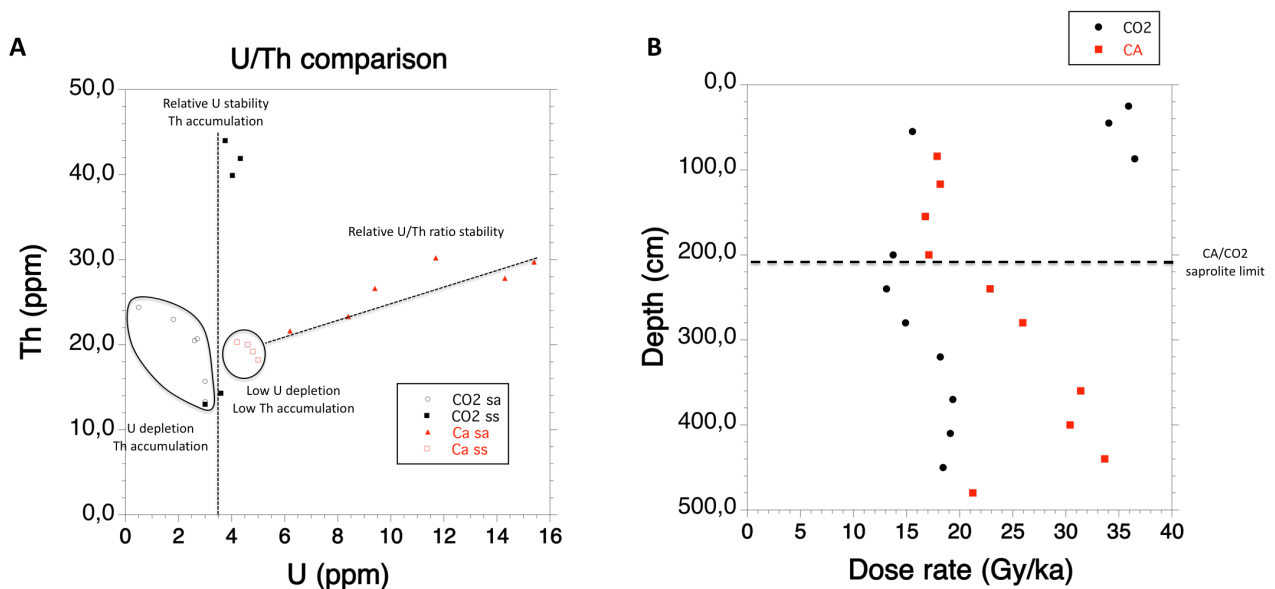 A
U/Th comparison
50,0
40,0
30,0
20,0
10,0
0,0
Th (ppm)
Relative U stability
Th accumulation
Relative U/Th ratio stability
Low U depletion
Low Th accumulation
U depletion
Th accumulation
CO2 sa
CO2 ss
Ca sa
Ca ss
0 2 4 6 8 10 12 14 16
U (ppm)
B
CO2
CA
0,0
100,0
200,0
300,0
400,0
500,0
Depth (cm)
CA/CO2
saprolite limit
0 5 10 15 20 25 30 35 40
Dose rate (Gy/ka)